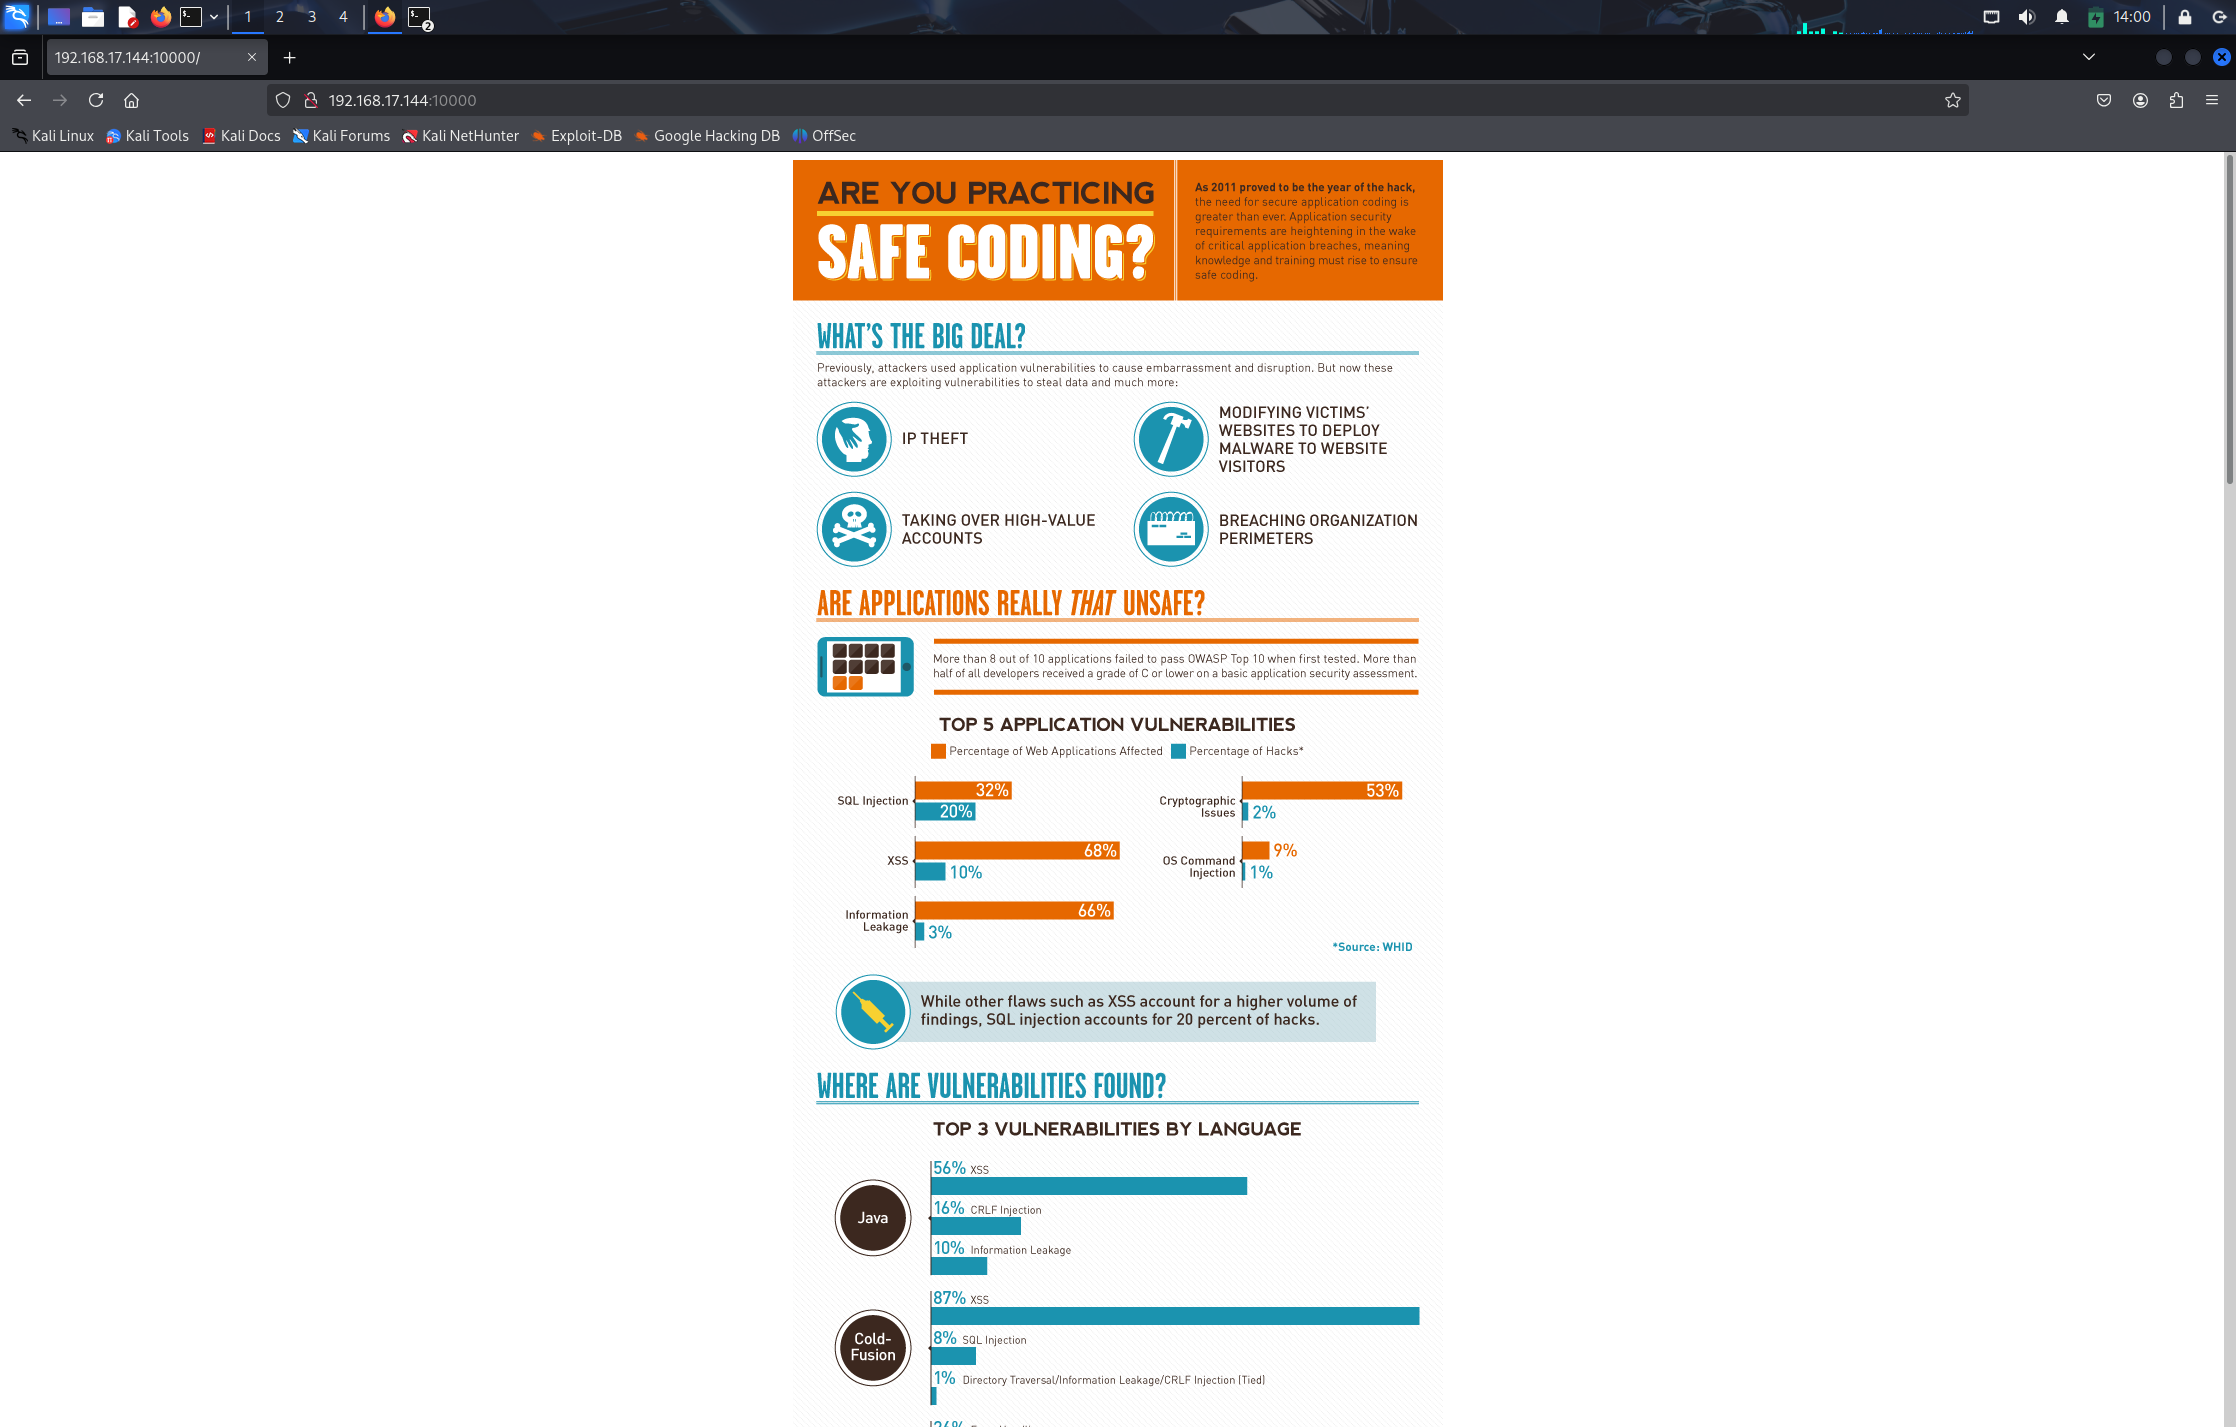 1 2 3 4
2
14:00
192.168.17.144:10000/
192.168.17.144:10000
Kali Linux Kali Tools Kali Docs Kali Forums Kali NetHunter Exploit-DB Google Hacking DB OffSec
ARE YOU PRACTICING
SAFE CODING?
As 2011 proved to be the year of the hack,
the need for secure application coding is
greater than ever. Application security
requirements are heightening in the wake
of critical application breaches, meaning
knowledge and training must rise to ensure
safe coding.
WHAT'S THE BIG DEAL?
Previously, attackers used application vulnerabilities to cause embarrassment and disruption. But now these
attackers are exploiting vulnerabilities to steal data and much more:
IP THEFT
MODIFYING VICTIMS'
WEBSITES TO DEPLOY
MALWARE TO WEBSITE
VISITORS
TAKING OVER HIGH-VALUE
ACCOUNTS
BREACHING ORGANIZATION
PERIMETERS
ARE APPLICATIONS REALLY THAT UNSAFE?
More than 8 out of 10 applications failed to pass OWASP Top 10 when first tested. More than
half of all developers received a grade of C or lower on a basic application security assessment.
TOP 5 APPLICATION VULNERABILITIES
Percentage of Web Applications Affected Percentage of Hacks*
SQL Injection
32%
20%
Cryptographic
Issues
53%
2%
XSS
68%
10%
OS Command
Injection
9%
1%
Information
Leakage
66%
3%
*Source: WHID
While other flaws such as XSS account for a higher volume of
findings, SQL injection accounts for 20 percent of hacks.
WHERE ARE VULNERABILITIES FOUND?
TOP 3 VULNERABILITIES BY LANGUAGE
Java
56% XSS
16% CRLF Injection
10% Information Leakage
Cold-
Fusion
87% XSS
8% SQL Injection
1% Directory Traversal/Information Leakage/CRLF Injection (Tied)